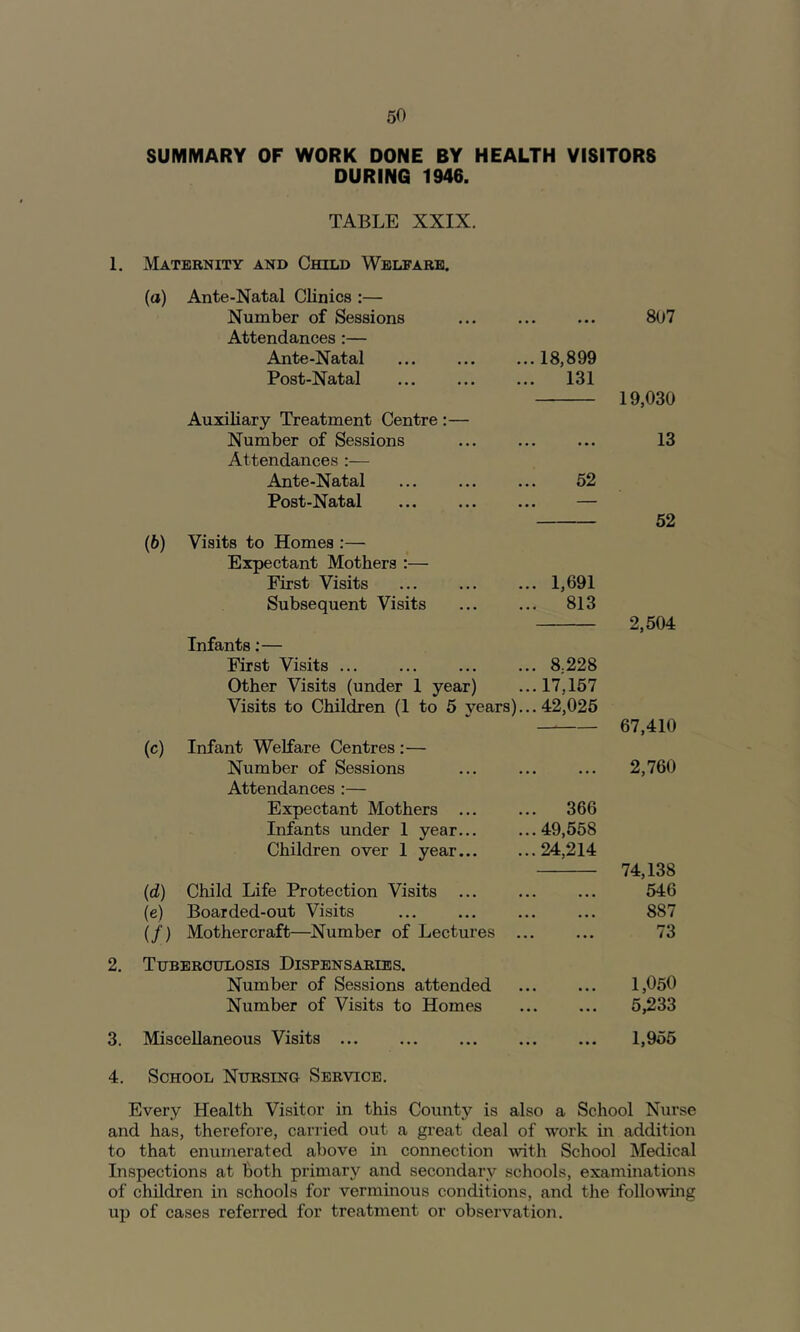 50
SUMMARY OF WORK DONE BY HEALTH VISITORS
DURING 1946.
TABLE XXIX.
1. Maternity and Child Welfare.
(a) Ante-Natal Clinics :—
Number of Sessions ... ... ... 807
Attendances :—
Ante-Natal ... ... ... 18,899
Post-Natal ... ... ... 131
19,030
Auxiliary Treatment Centre :—
Number of Sessions ... ... ... 13
Attendances :—
Ante-Natal ... ... ... 52
Post-Natal ... ... ... —
52
(b) Visits to Homes :—
Expectant Mothers :—
First Visits ... ... ... 1,691
Subsequent Visits ... ... 813
2,504
Infants :—
First Visits ... ... ... ... 8,228
Other Visits (under 1 year) ... 17,157
Visits to Children (1 to 5 years)... 42,025
67,410
(c) Infant Welfare Centres :—
Number of Sessions ... ... ... 2,760
Attendances :—
Expectant Mothers ... ... 366
Infants under 1 year... ... 49,558
Children over 1 year... ... 24,214
74,138
(d) Child Life Protection Visits ... ... ... 546
(e) Boarded-out Visits ... ... ... ... 887
(f) Mothercraft—Number of Lectures ... ... 73
2. Tuberculosis Dispensaries.
Number of Sessions attended ... ... 1,050
Number of Visits to Homes ... ... 5,233
3. Miscellaneous Visits ... ... ... ... ... 1,955
4. School Nursing Service.
Every Health Visitor in this County is also a School Nurse
and has, therefore, carried out a great deal of work in addition
to that enumerated above in connection with School Medical
Inspections at both primary and secondary schools, examinations
of children in schools for verminous conditions, and the following
up of cases referred for treatment or observation.